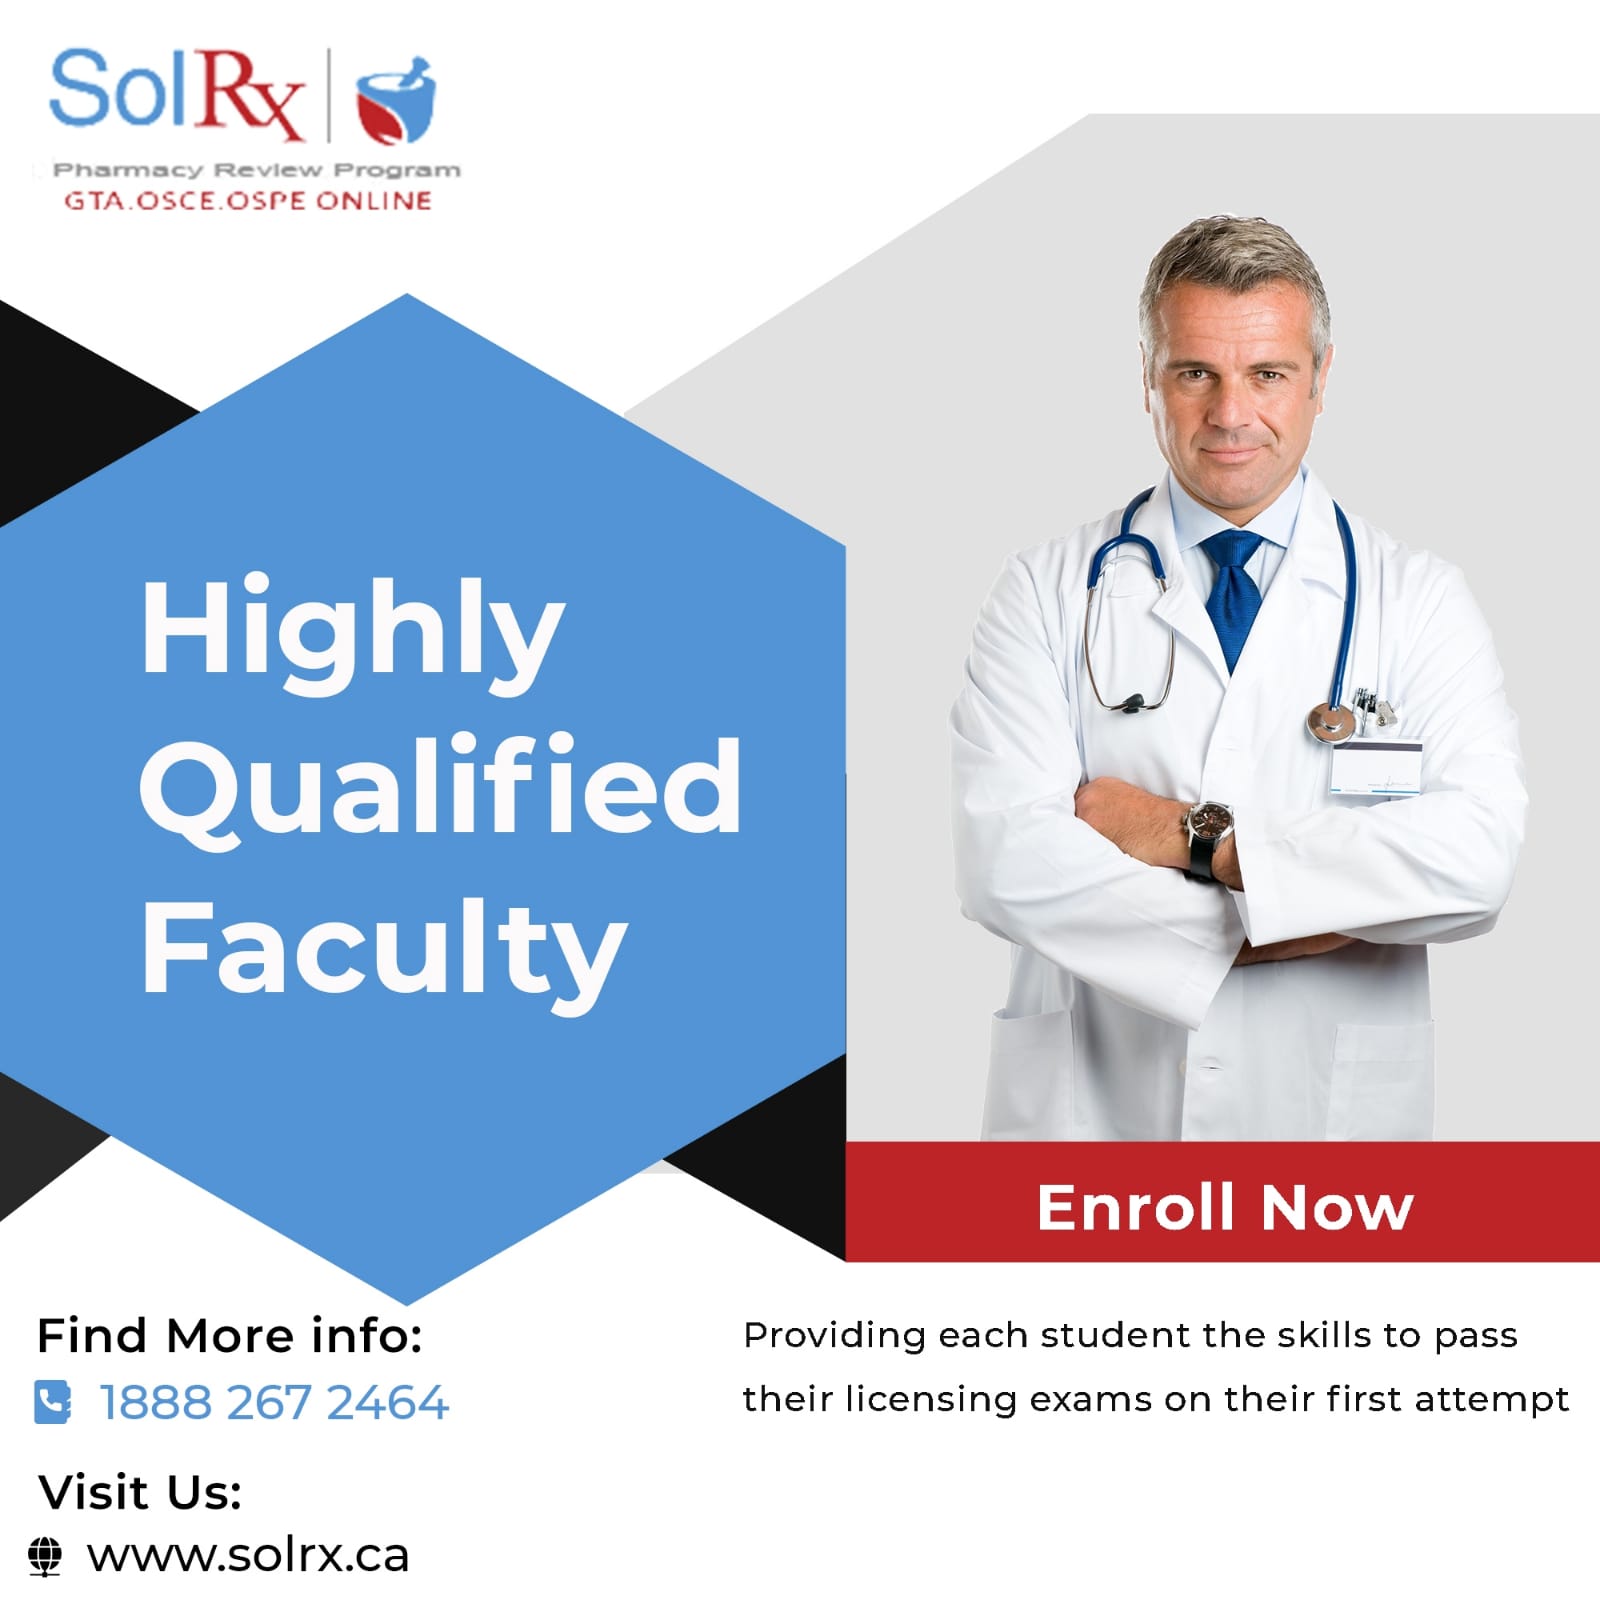 SolRx
Pharmacy Review Program
GTA.OSCE.OSPE ONLINE
Highly
Qualified
Faculty
Enroll Now
Find More info:
1888 267 2464
Visit Us:
www.solrx.ca
Providing each student the skills to pass
their licensing exams on their first attempt